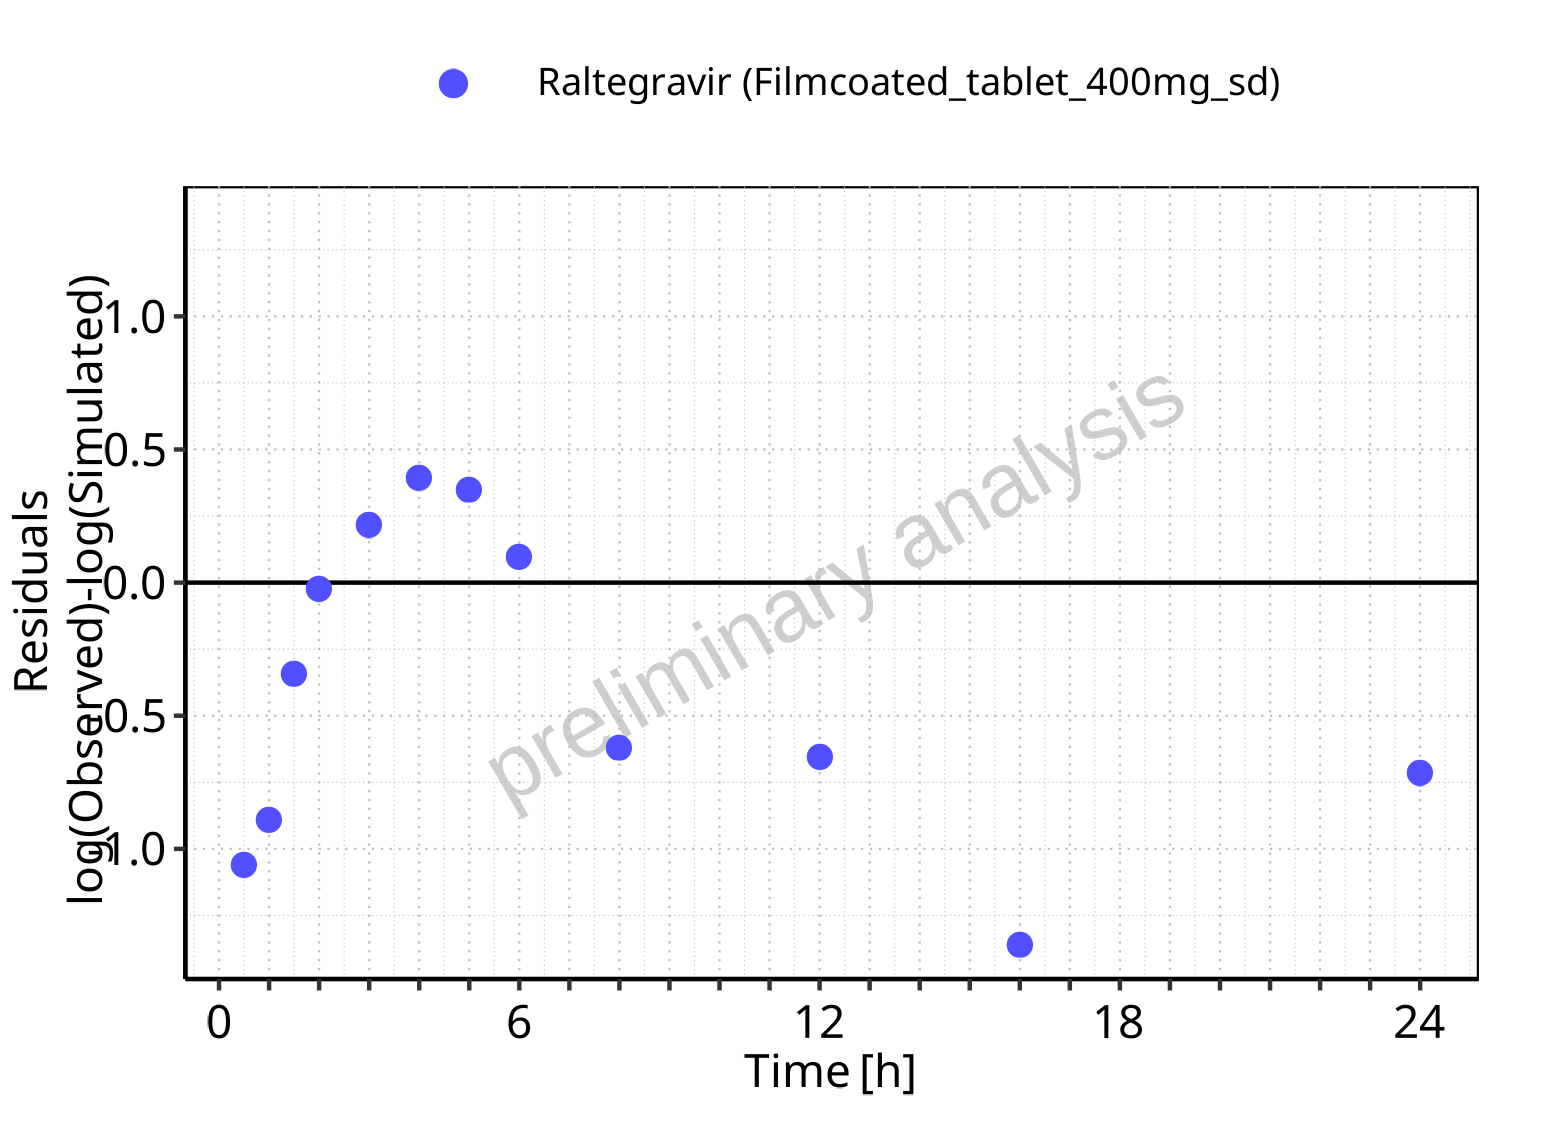 Raltegravir (Filmcoated_tablet_400mg_sd)
Residuals
log(Observed)-log(Simulated)
1.0
0.5
0.0
-0.5
-1.0
preliminary analysis
0 6 12 18 24
Time [h]